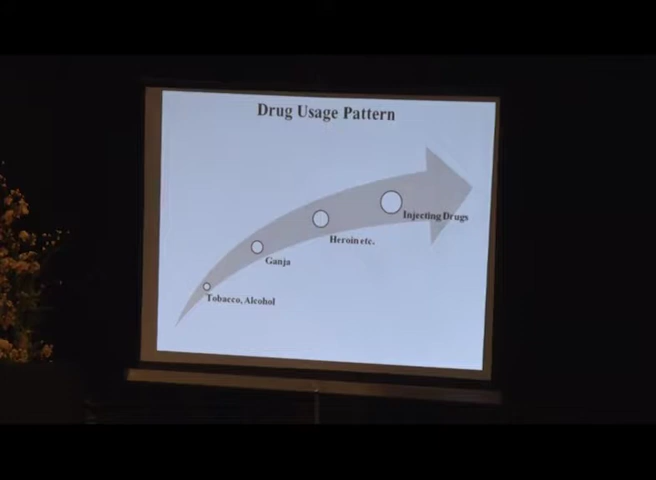 Drug Usage Pattern
Injecting Drugs
Heroin etc.
Ganja
Tobacco, Alcohol